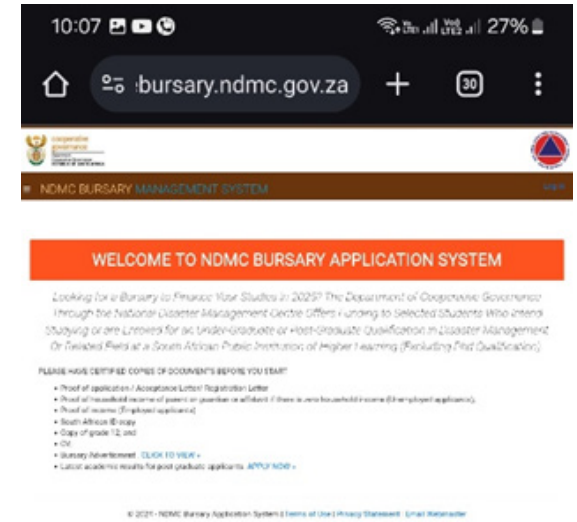 10:07 27%
bursary.ndmc.gov.za 30
cooperative
governance
NDMC BURSARY MANAGEMENT SYSTEM Log in
WELCOME TO NDMC BURSARY APPLICATION SYSTEM
Looking for a Bursary to Finance Your Studies in 2025? The Department of Cooperative Governance
Through the National Disaster Management Centre Offers Funding to Selected Students Who Intend
Studying or are Enroled for an Under-Graduate or Post-Graduate Qualification in Disaster Management
Or Related Field at a South African Public Institution of Higher Learning (Excluding Phd Qualification)
PLEASE HAVE CERTIFIED COPIES OF DOCUMENTS BEFORE YOU START
• Proof of application / Acceptance Letter/ Registration Letter
• Proof of household income of parent or guardian or affidavit if there is zero household income (Unemployed applicants),
• Proof of income (Employed applicants)
• South African ID copy
• Copy of grade 12, and
• CV,
• Bursary Advertisement CLICK TO VIEW »
• Latest academic results for post graduate applicants APPLY NOW »
© 2024 - NDMC Bursary Application System | Terms of Use | Privacy Statement Email Webmaster